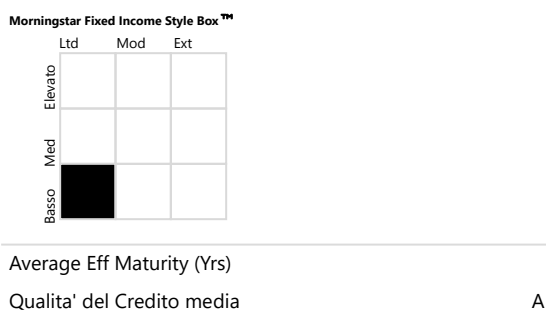 Morningstar Fixed Income Style Box™
Ltd Mod Ext
Elevato
Med
Basso
Average Eff Maturity (Yrs)
Qualita' del Credito media A